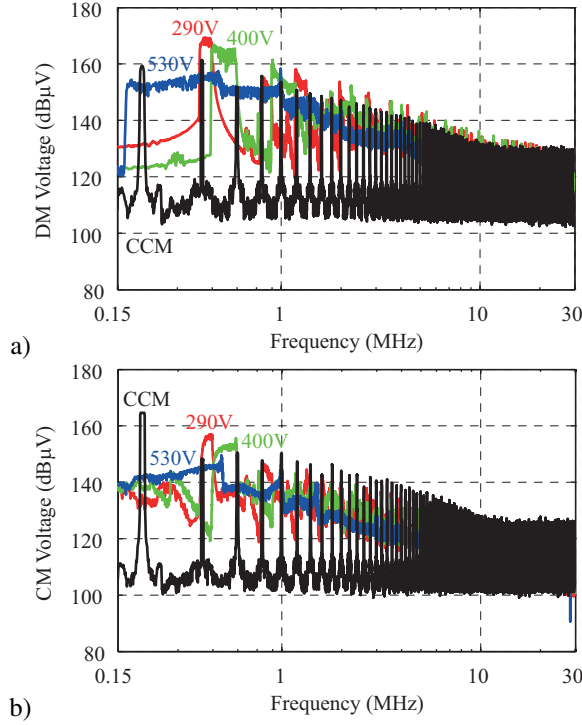 180
290V
400V
160
530V
140
120
CCM
100
80
0.15
1
10
30
DM Voltage (dBµV)
Frequency (MHz)
a)
180
CCM
160
290V
400V
530V
140
120
100
80
0.15
1
10
30
CM Voltage (dBµV)
Frequency (MHz)
b)